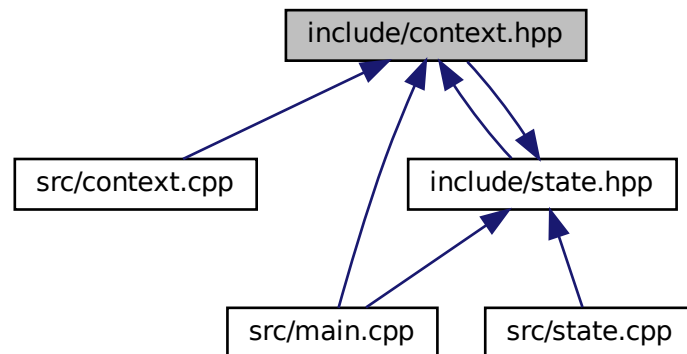 include/context.hpp
src/context.cpp
include/state.hpp
src/main.cpp
src/state.cpp